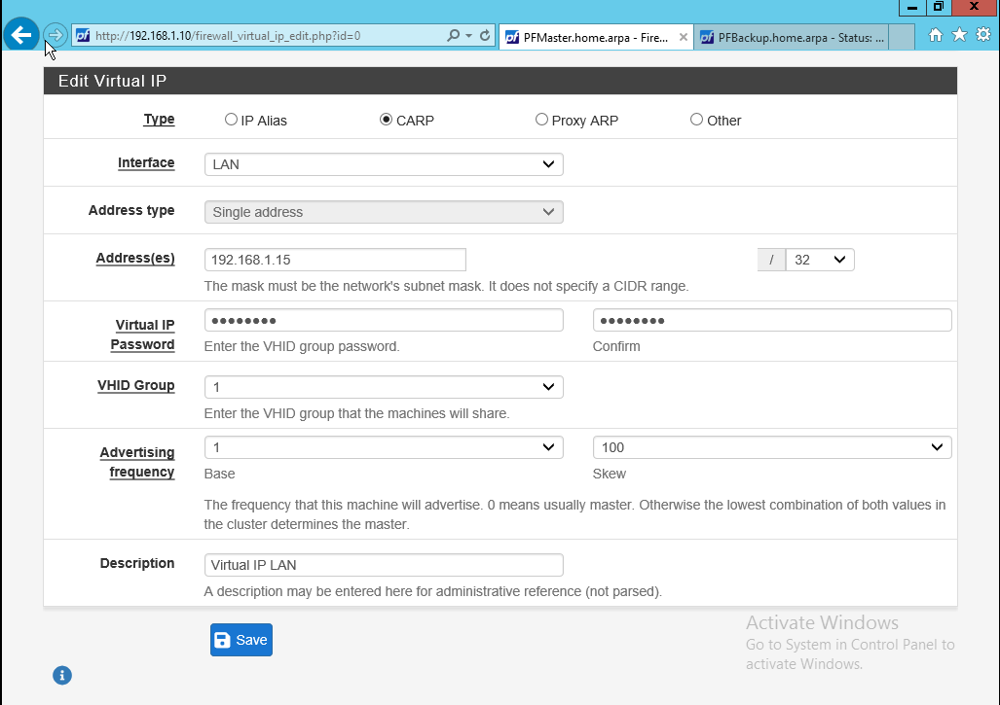 http://192.168.1.10/firewall_virtual_ip_edit.php?id=0
PFMaster.home.arpa - Fire...
PFBackup.home.arpa - Status: ...
Edit Virtual IP
Type
IP Alias
CARP
Proxy ARP
Other
Interface
LAN
Address type
Single address
Address(es)
192.168.1.15
/
32
The mask must be the network's subnet mask. It does not specify a CIDR range.
Virtual IP
Password
••••••••
••••••••
Enter the VHID group password.
Confirm
VHID Group
1
Enter the VHID group that the machines will share.
Advertising
frequency
1
100
Base
Skew
The frequency that this machine will advertise. 0 means usually master. Otherwise the lowest combination of both values in
the cluster determines the master.
Description
Virtual IP LAN
A description may be entered here for administrative reference (not parsed).
Save
Activate Windows
Go to System in Control Panel to
activate Windows.